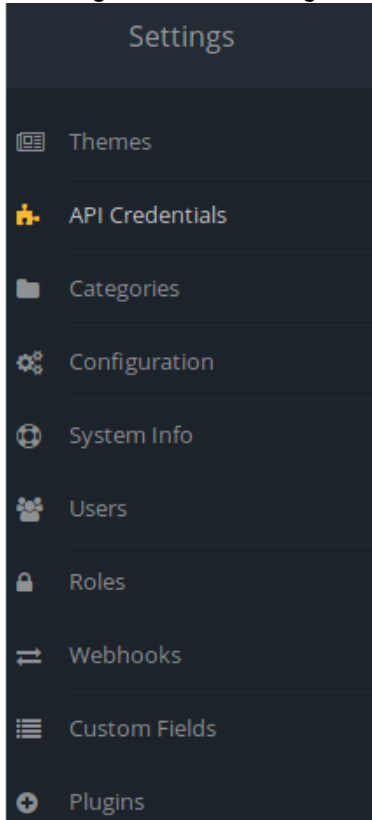 Settings
Themes
API Credentials
Categories
Configuration
System Info
Users
Roles
Webhooks
Custom Fields
Plugins